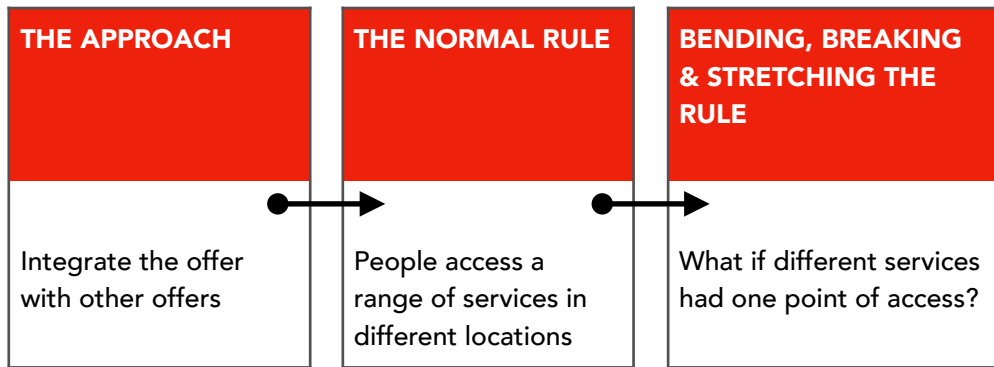 THE APPROACH
Integrate the offer
with other offers
THE NORMAL RULE
People access a
range of services in
different locations
BENDING, BREAKING
& STRETCHING THE
RULE
What if different services
had one point of access?